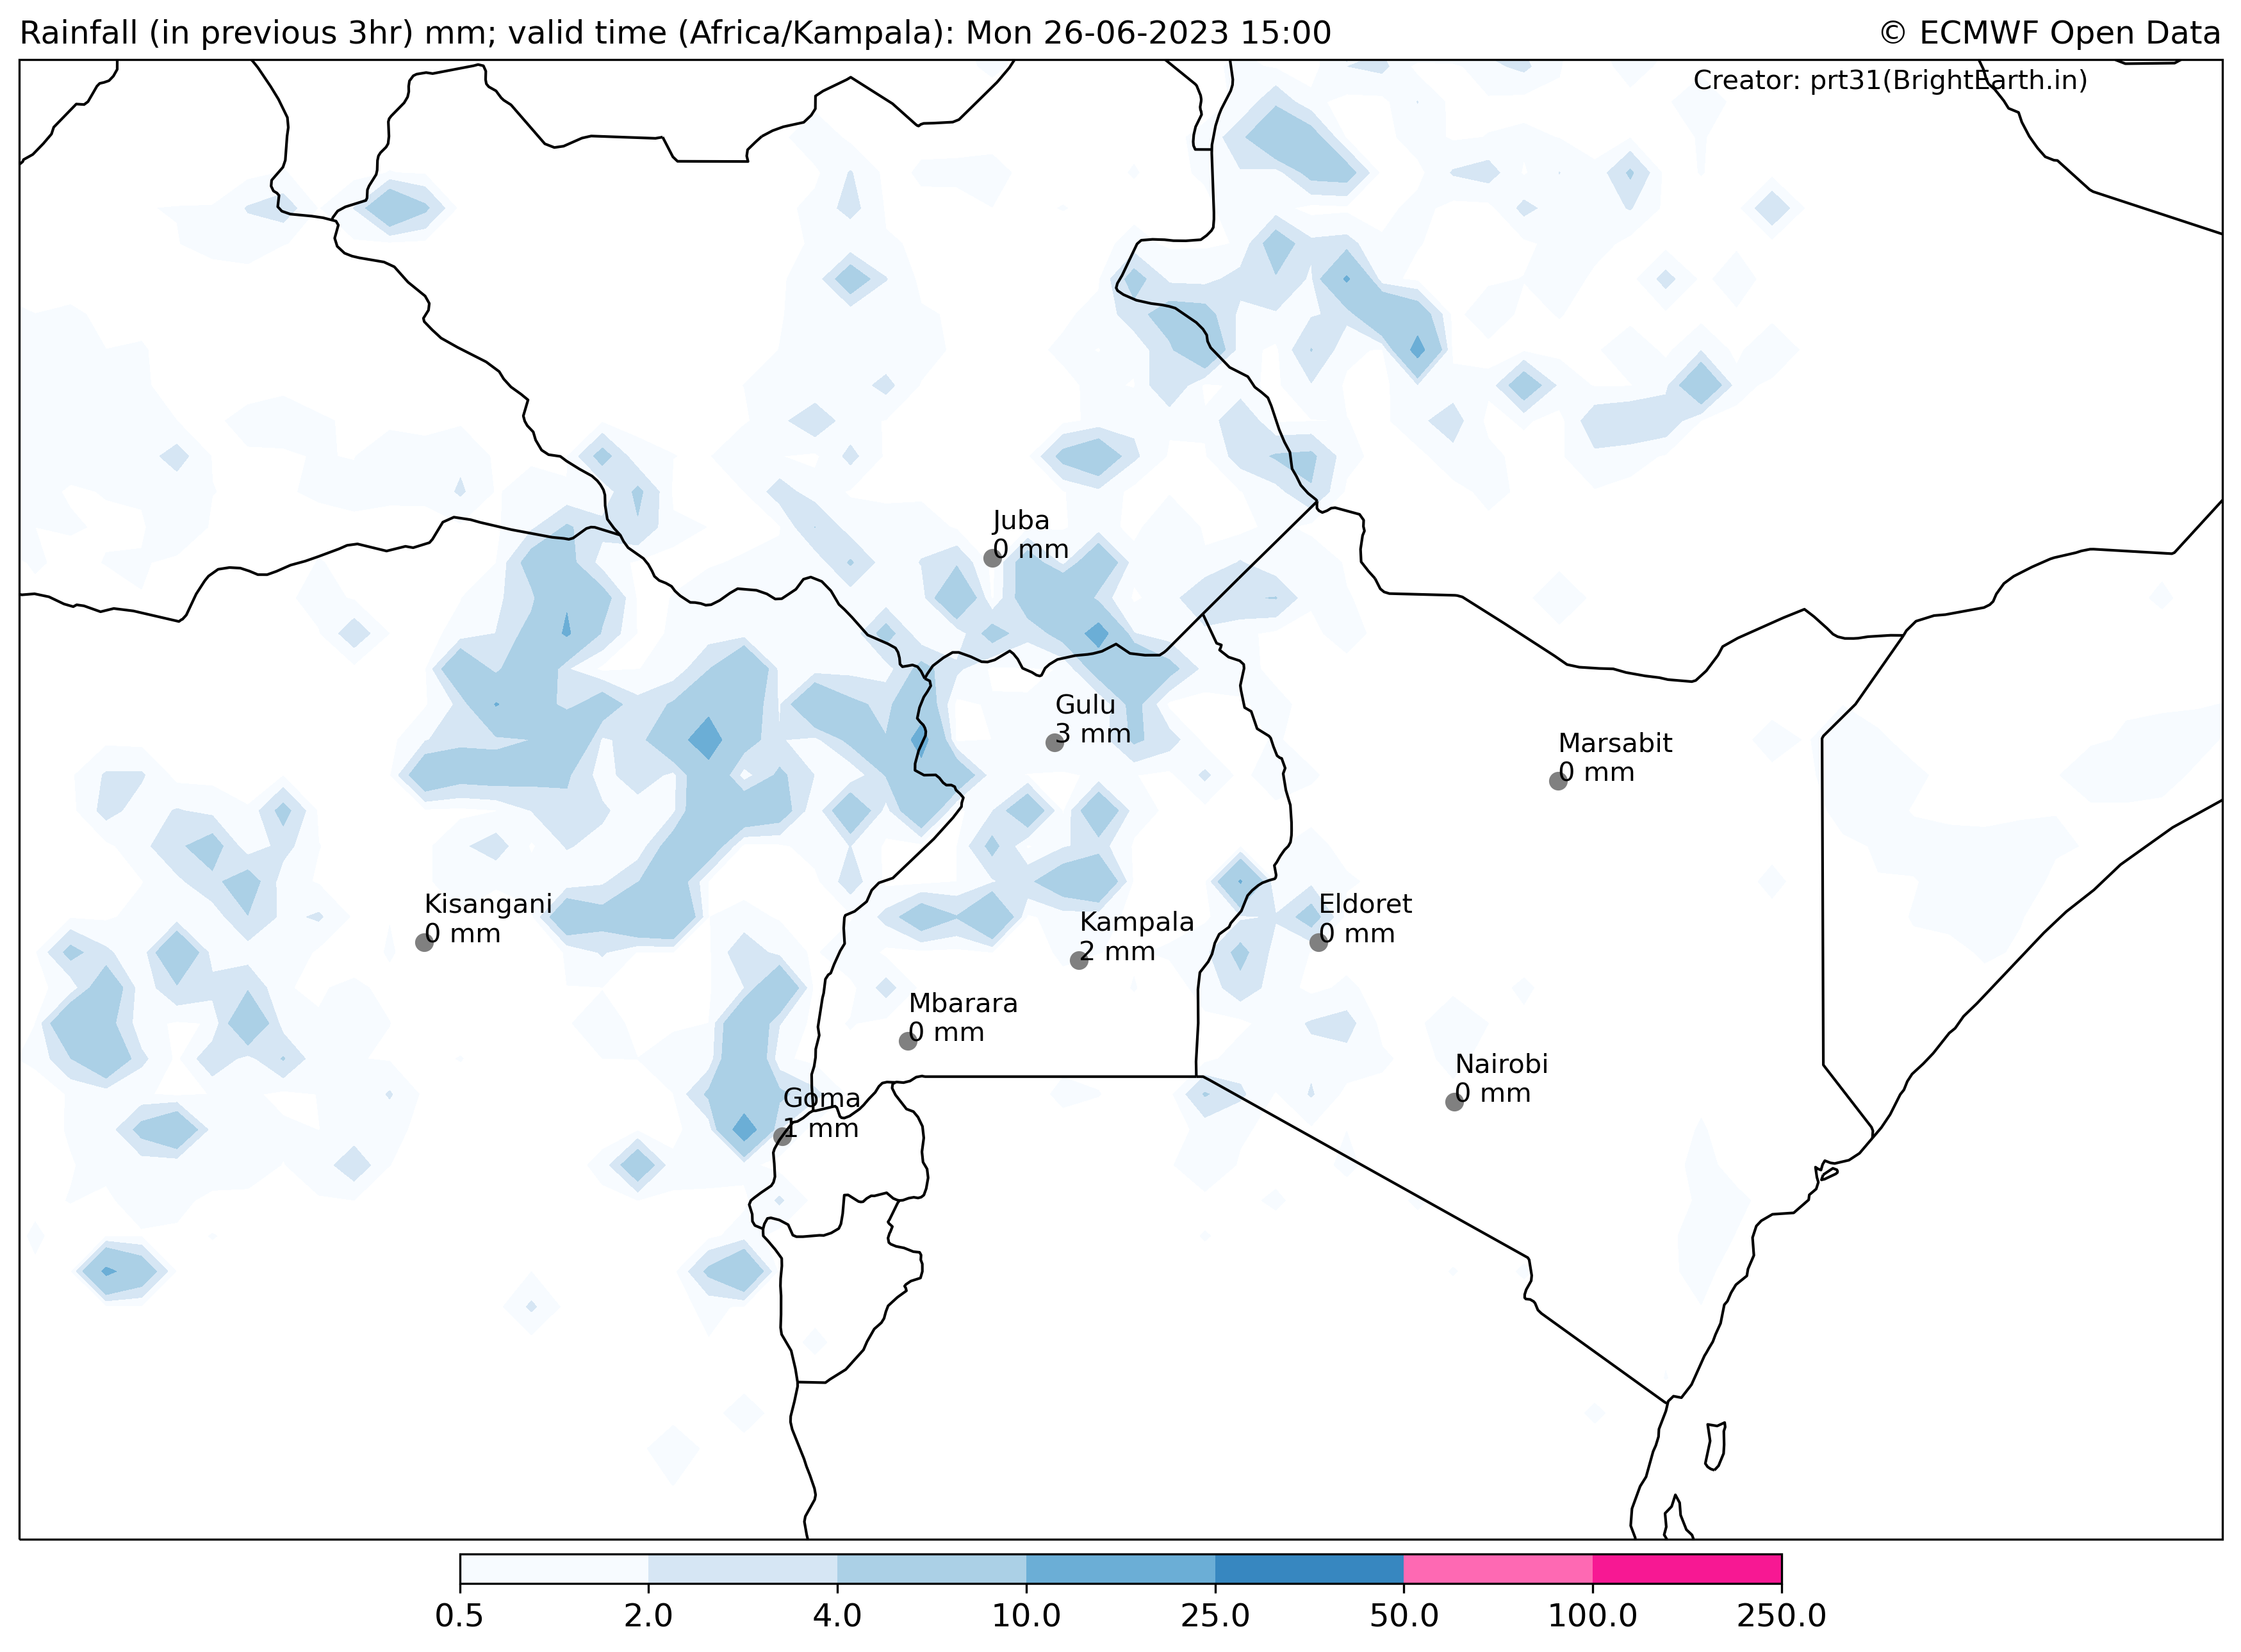 Rainfall (in previous 3hr) mm; valid time (Africa/Kampala): Mon 26-06-2023 15:00
© ECMWF Open Data
Creator: prt31(BrightEarth.in)
Juba
0 mm
Gulu
3 mm
Marsabit
0 mm
Kisangani
0 mm
Eldoret
0 mm
Kampala
2 mm
Mbarara
0 mm
Nairobi
0 mm
Goma
1 mm
0.5 2.0 4.0 10.0 25.0 50.0 100.0 250.0